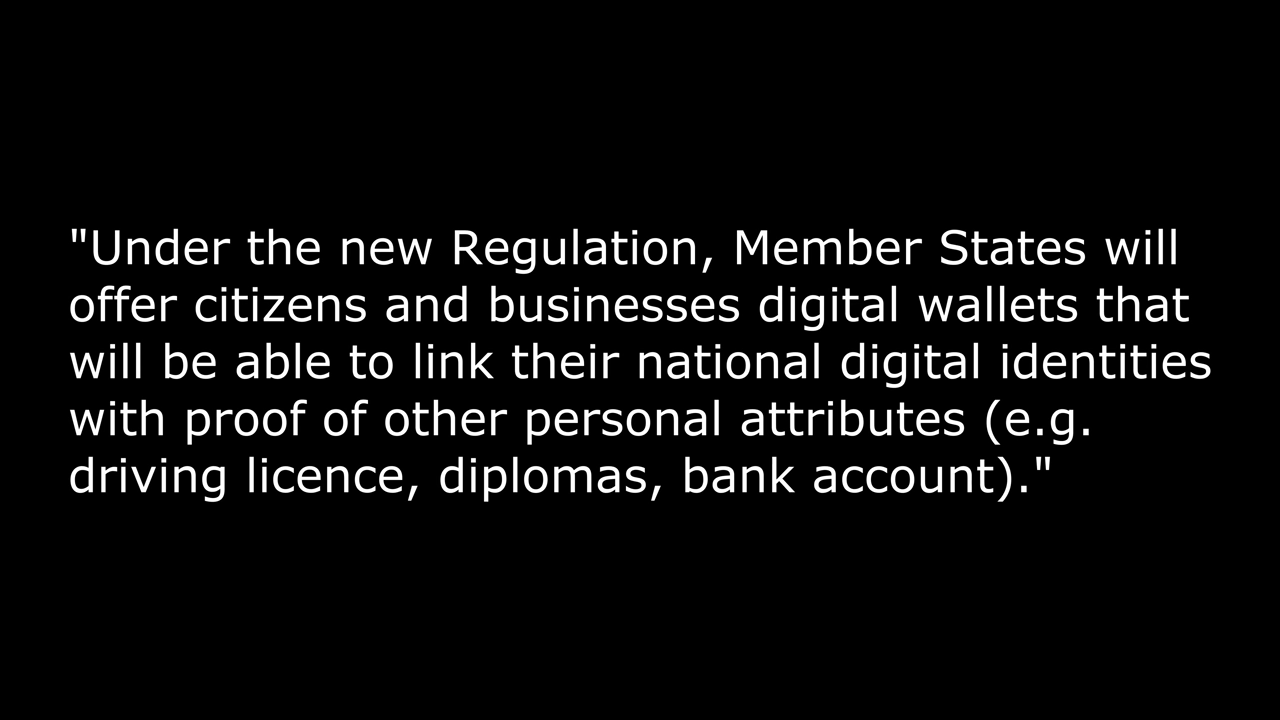 "Under the new Regulation, Member States will
offer citizens and businesses digital wallets that
will be able to link their national digital identities
with proof of other personal attributes (e.g.
driving licence, diplomas, bank account)."